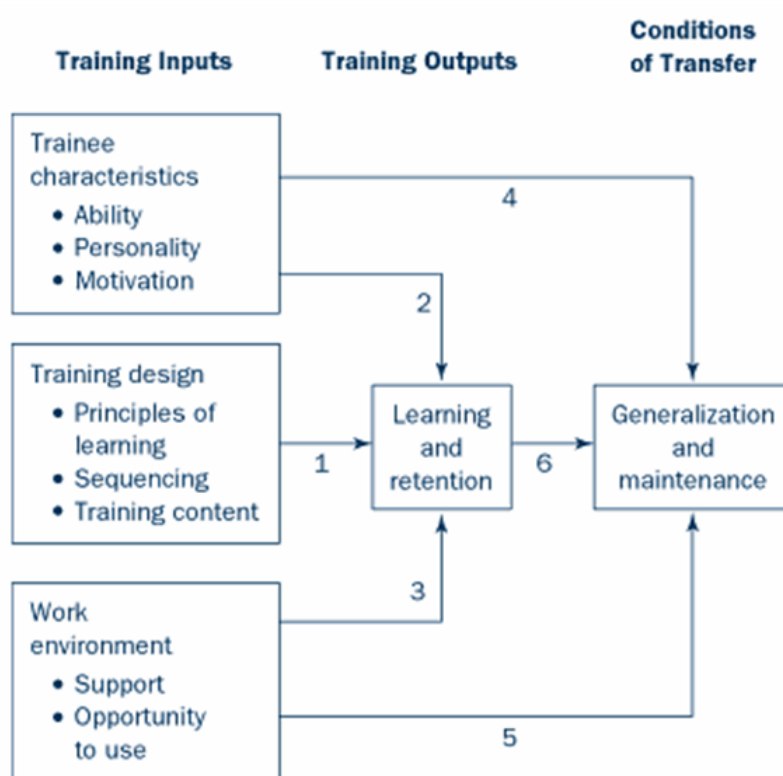 Training Inputs
Training Outputs
Conditions
of Transfer
Trainee
characteristics
• Ability
• Personality
• Motivation
4
2
Training design
• Principles of
learning
• Sequencing
• Training content
1
Learning
and
retention
6
Generalization
and
maintenance
3
Work
environment
• Support
• Opportunity
to use
5